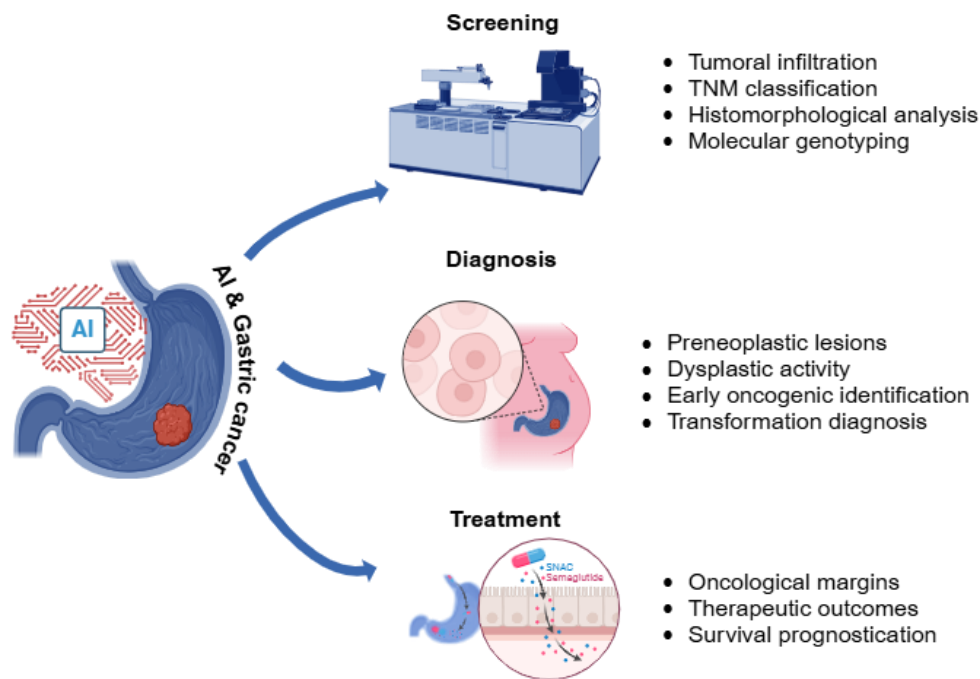 Screening
• Tumoral infiltration
• TNM classification
• Histomorphological analysis
• Molecular genotyping
AI
AI & Gastric cancer
Diagnosis
• Preneoplastic lesions
• Dysplastic activity
• Early oncogenic identification
• Transformation diagnosis
Treatment
SNAC
Semaglutide
• Oncological margins
• Therapeutic outcomes
• Survival prognostication